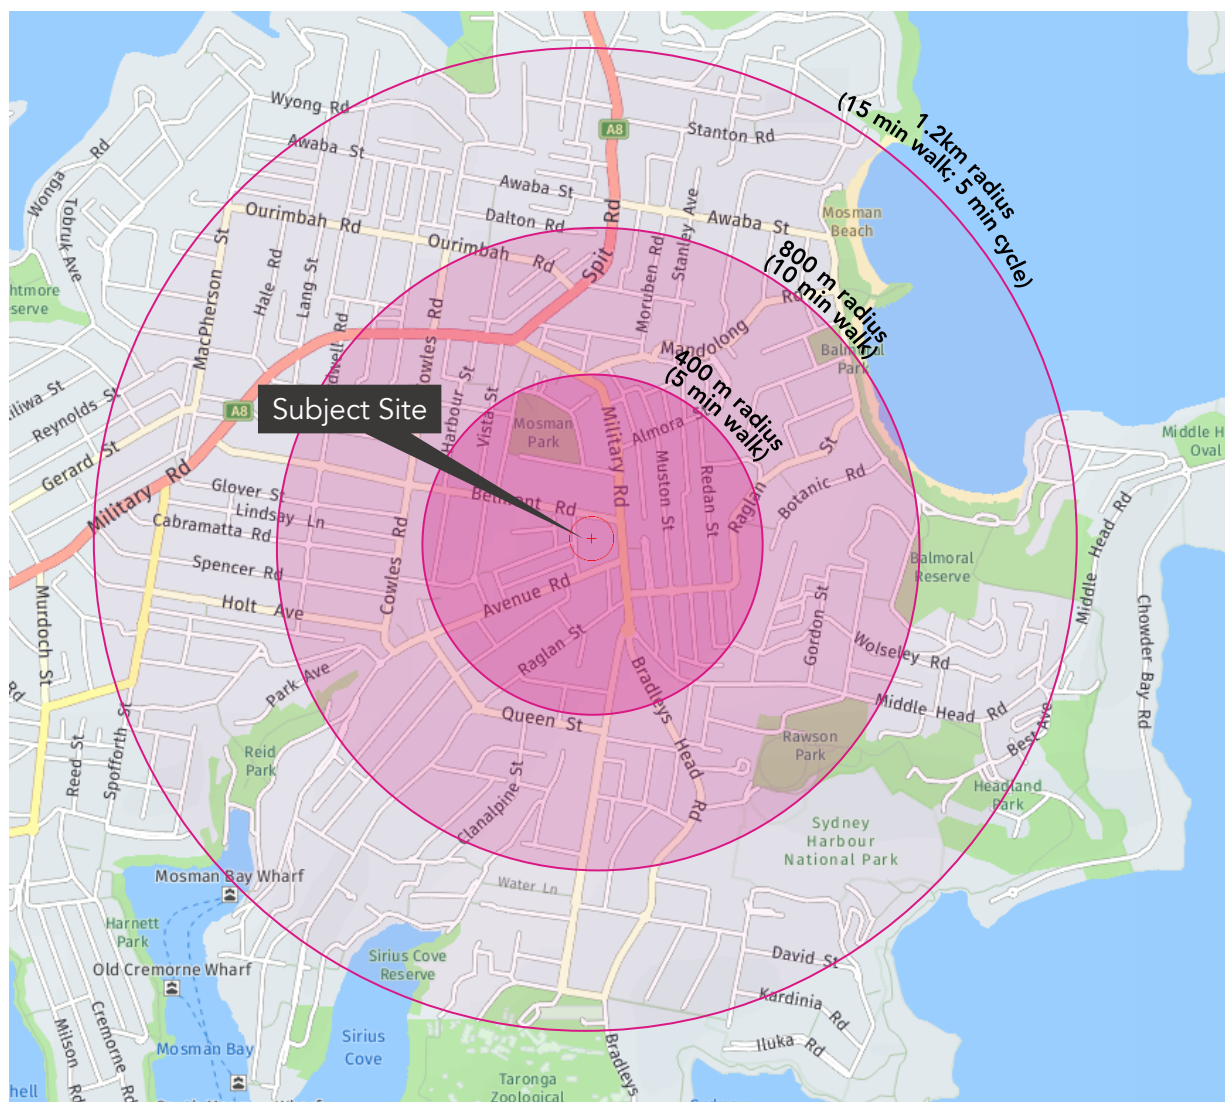 Wyong Rd
Awaba St
A8
Stanton Rd
1.2km radius
(15 min walk; 5 min cycle)
Wonga Rd
Tobruk Ave
Awaba St
Dalton Rd
Stanley Ave
Awaba St
Mosman
Beach
Ourimbah Rd
Ourimbah Rd
Spit Rd
Moruben Rd
MacPherson St
Hale Rd
Lang St
800 m radius
(10 min walk)
Mandolong Rd
Balmoral
Park
400 m radius
(5 min walk)
Cowles Rd
Subject Site
A8
Reynolds St
Gerard St
Harbour St
Vista St
Mosman
Park
Military Rd
Almora St
Muston St
Redan St
Raglan St
Botanic Rd
Military Rd
Belmont Rd
Glover St
Lindsay Ln
Cabramatta Rd
Spencer Rd
Holt Ave
Cowles Rd
Avenue Rd
Raglan St
Balmoral
Reserve
Gordon St
Wolseley Rd
Middle Head Rd
Middle Head Rd
Chowder Bay Rd
Murdoch St
Rd
Park Ave
Reid
Park
Reed St
Spofforth St
Queen St
Bradleys Head Rd
Clanalpine St
Rawson
Park
Best Ave
Headland
Park
Sydney
Harbour
National Park
Mosman Bay Wharf
Water Ln
Harnett
Park
Old Cremorne Wharf
Sirius Cove
Reserve
David St
Kardinia Rd
Iluka Rd
Milson Rd
Cremorne Rd
Mosman Bay
Sirius
Cove
Bradleys
Taronga
Zoological